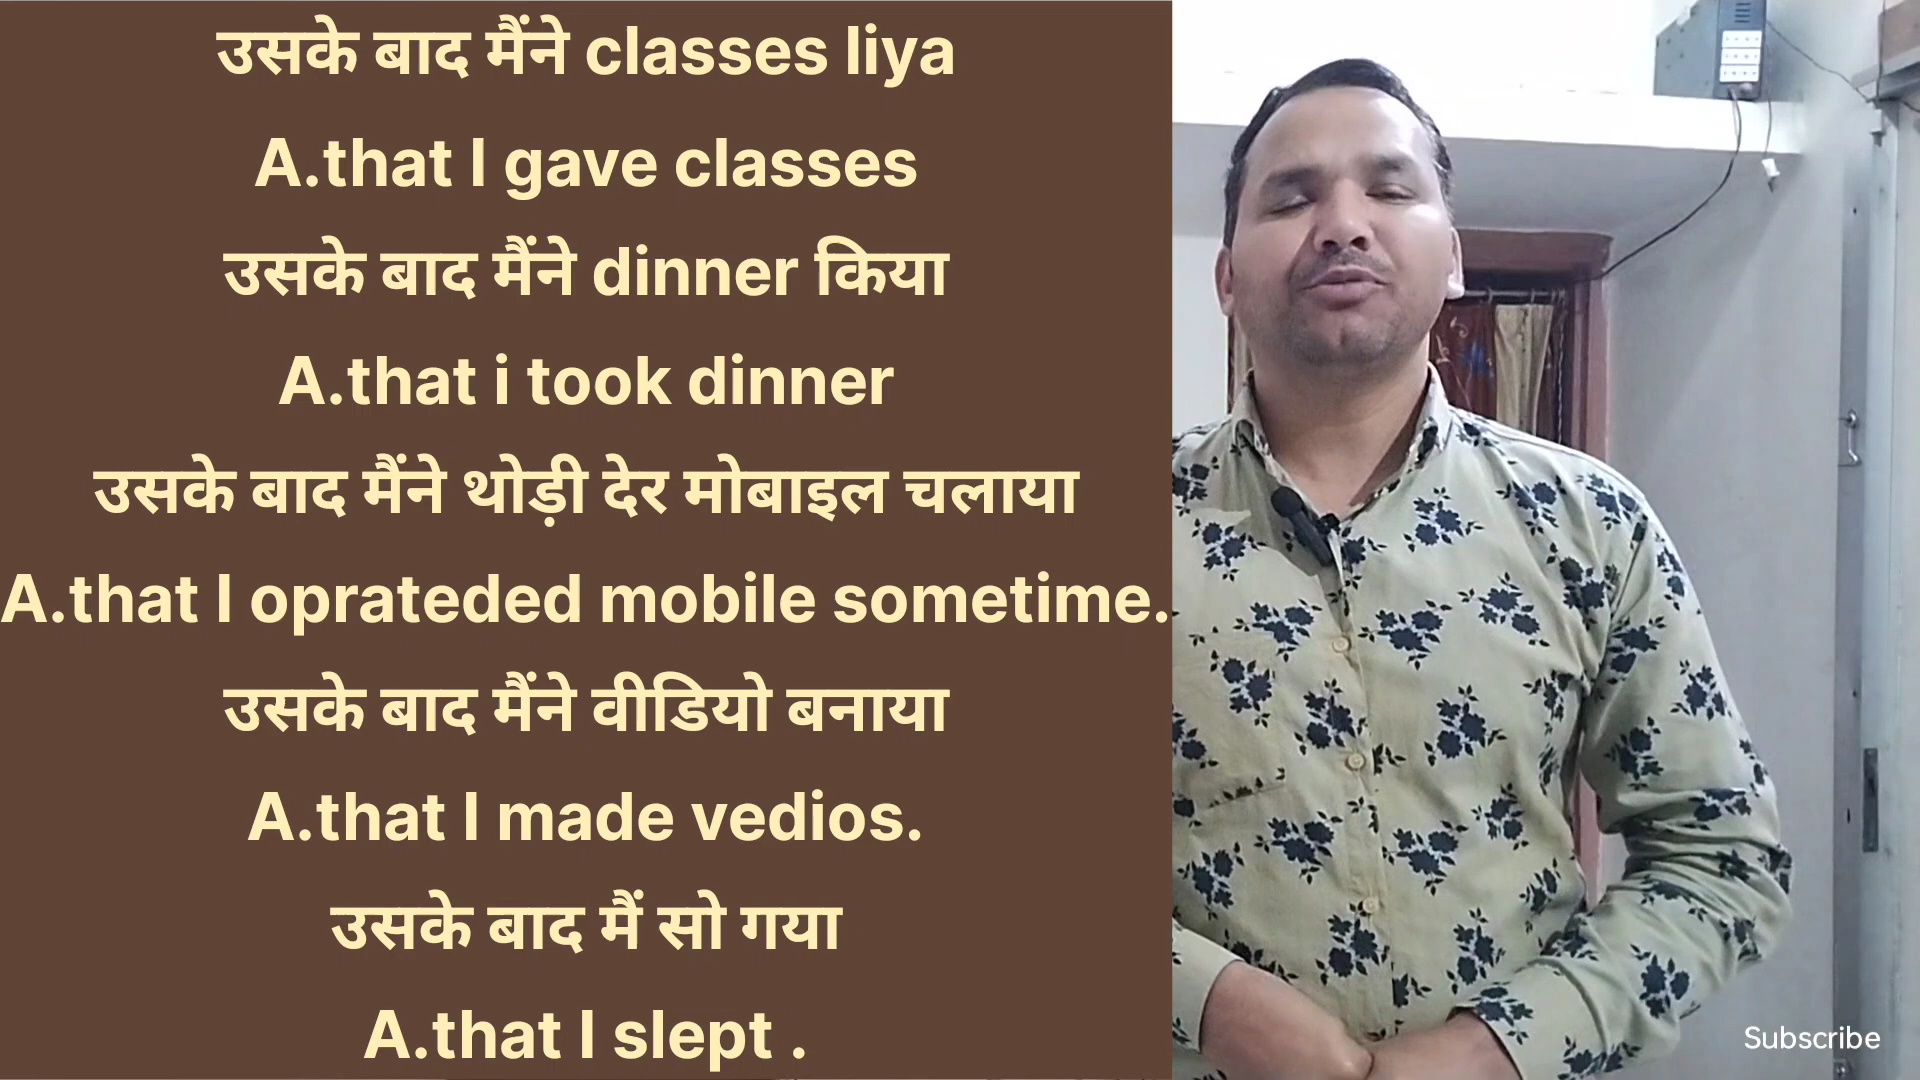 उसके बाद मैंने classes liya
A.that I gave classes
उसके बाद मैंने dinner किया
A.that i took dinner
उसके बाद मैंने थोड़ी देर मोबाइल चलाया
A.that I oprateded mobile sometime.
उसके बाद मैंने वीडियो बनाया
A.that I made vedios.
उसके बाद मैं सो गया
A.that I slept .
Subscribe